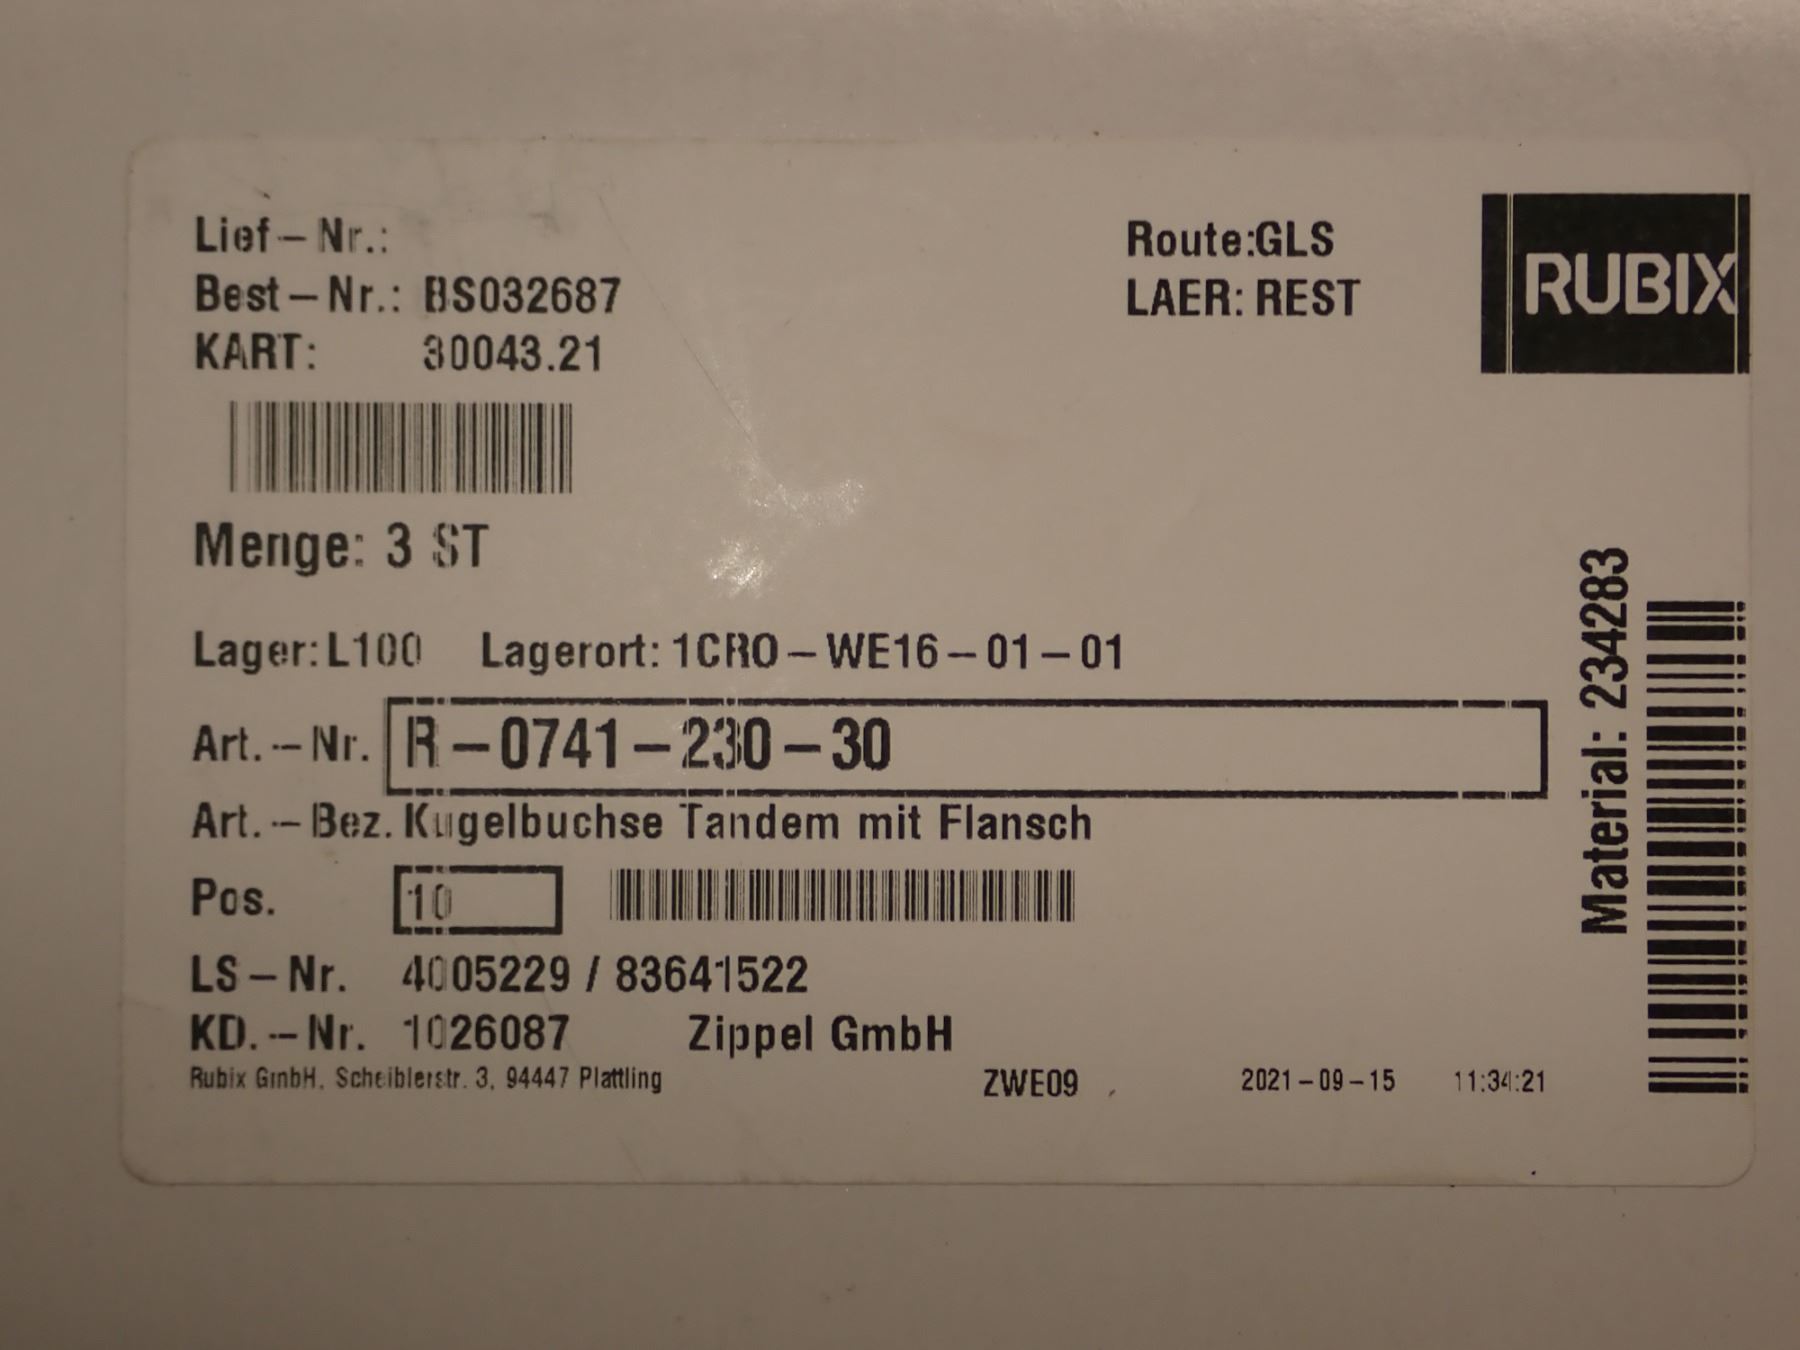 Lief-Nr.:
Best-Nr.: BS032687
KART: 30043.21
Route:GLS
LAER: REST
RUBIX
Menge: 3 ST
Lager:L100 Lagerort: 1CRO-WE16-01-01
Art.-Nr. R-0741-230-30
Art.-Bez. Kugelbuchse Tandem mit Flansch
Pos. 10
LS-Nr. 4005229 / 83641522
KD.-Nr. 1026087 Zippel GmbH
Rubix GmbH, Scheiblerstr. 3, 94447 Plattling ZWE09 2021-09-15 11:34:21
Material: 234283